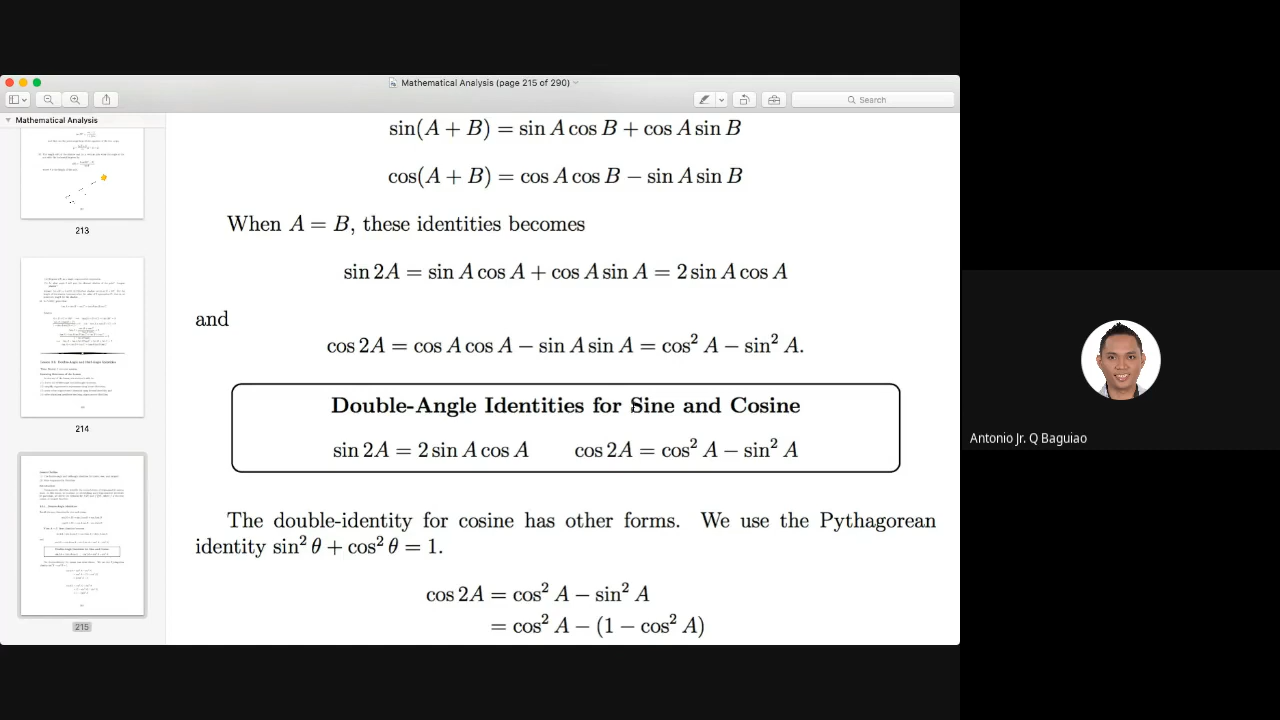 Mathematical Analysis (page 215 of 290)
Search
Mathematical Analysis
213
214
215
sin(A + B) = sin A cos B + cos A sin B
cos(A + B) = cos A cos B − sin A sin B
When A = B, these identities becomes
sin 2A = sin A cos A + cos A sin A = 2 sin A cos A
and
cos 2A = cos A cos A − sin A sin A = cos² A − sin² A.
Double-Angle Identities for Sine and Cosine
sin 2A = 2 sin A cos A cos 2A = cos² A − sin² A
The double-identity for cosine has other forms. We use the Pythagorean
identity sin² θ + cos² θ = 1.
cos 2A = cos² A − sin² A
= cos² A − (1 − cos² A)
Antonio Jr. Q Baguiao